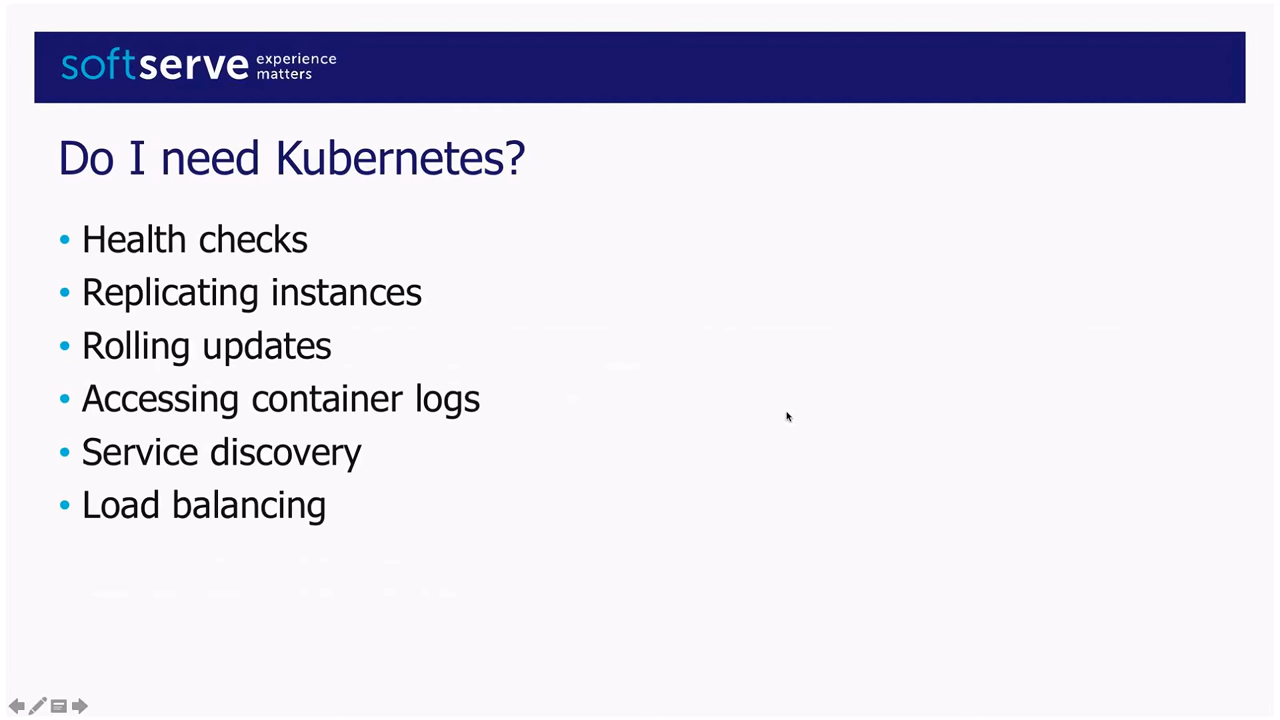 softserve experience
matters
Do I need Kubernetes?
• Health checks
• Replicating instances
• Rolling updates
• Accessing container logs
• Service discovery
• Load balancing